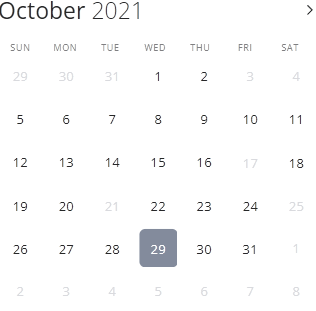 October 2021
SUN MON TUE WED THU FRI SAT
29 30 31 1 2 3 4
5 6 7 8 9 10 11
12 13 14 15 16 17 18
19 20 21 22 23 24 25
26 27 28 29 30 31 1
2 3 4 5 6 7 8